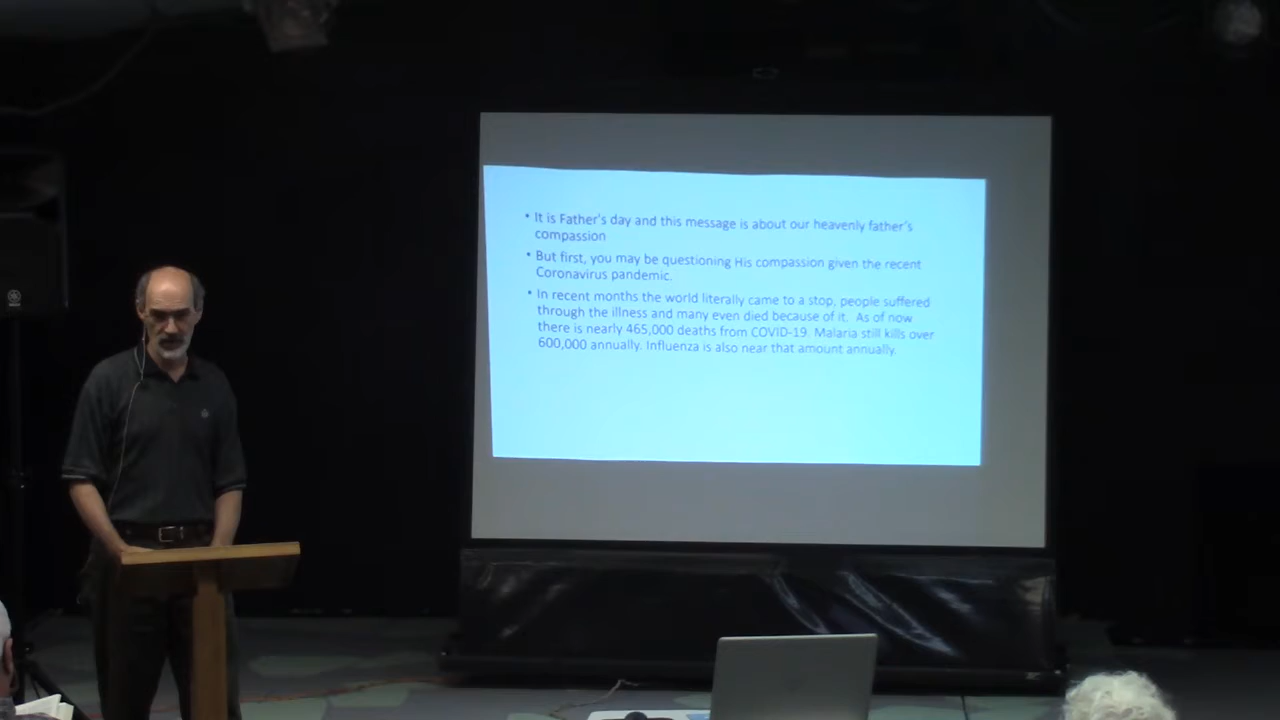 • It is Father's day and this message is about our heavenly father's
compassion
• But first, you may be questioning His compassion given the recent
Coronavirus pandemic.
• In recent months the world literally came to a stop, people suffered
through the illness and many even died because of it. As of now
there is nearly 465,000 deaths from COVID-19. Malaria still kills over
600,000 annually. Influenza is also near that amount annually.